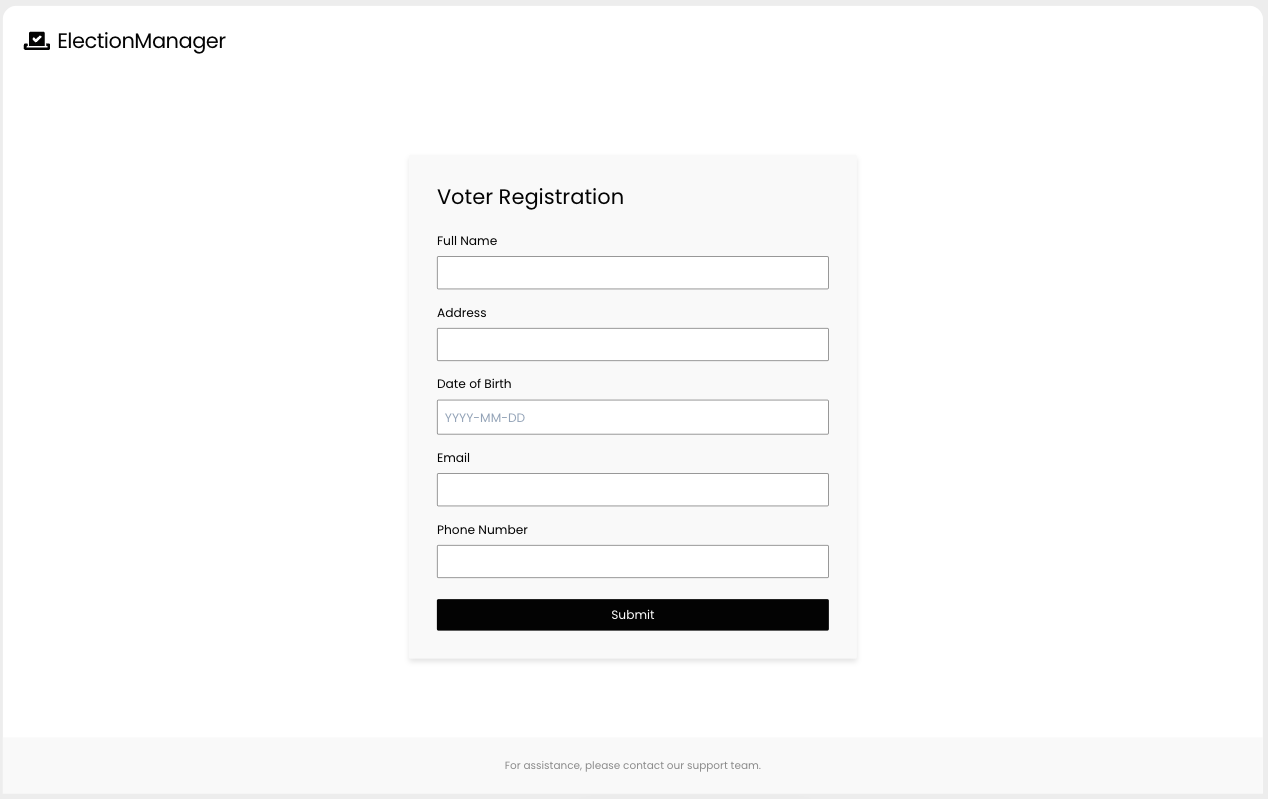 ElectionManager
Voter Registration
Full Name
Address
Date of Birth
YYYY-MM-DD
Email
Phone Number
Submit
For assistance, please contact our support team.